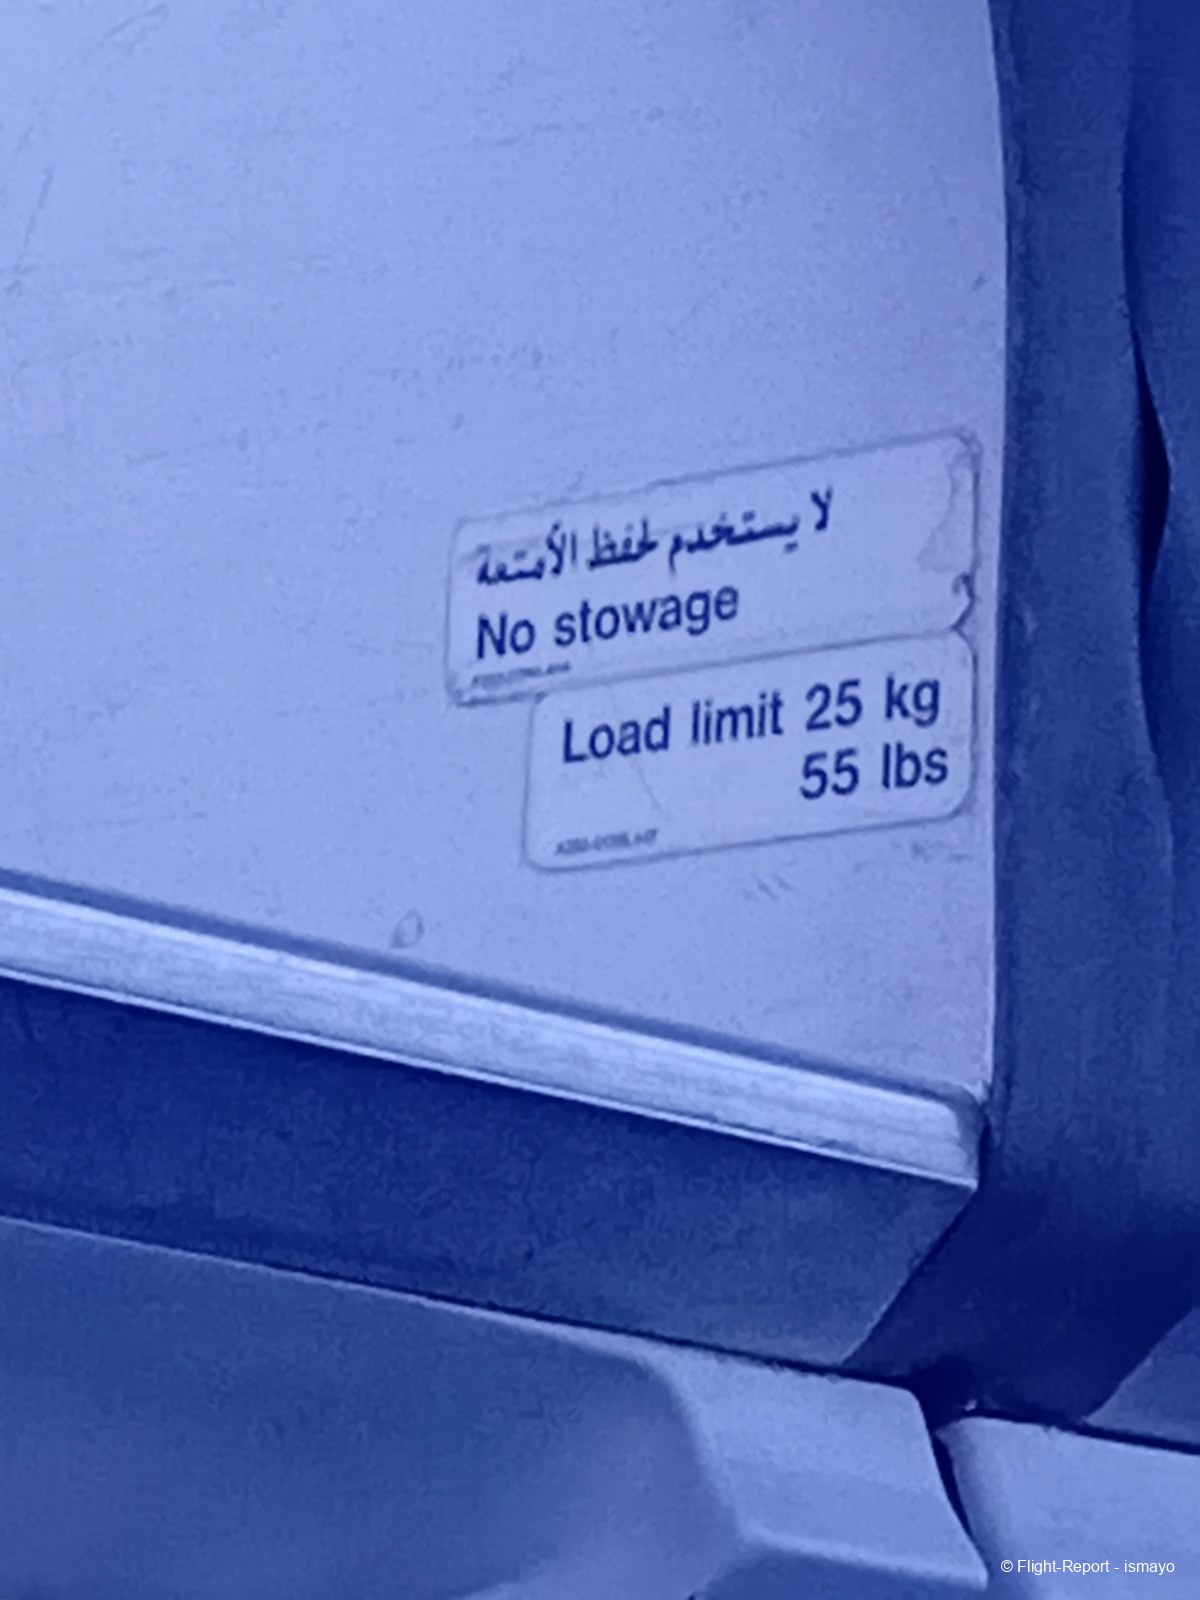 لا يستخدم لحفظ الأمتعة
No stowage
Load limit 25 kg
55 lbs
© Flight-Report - ismayo